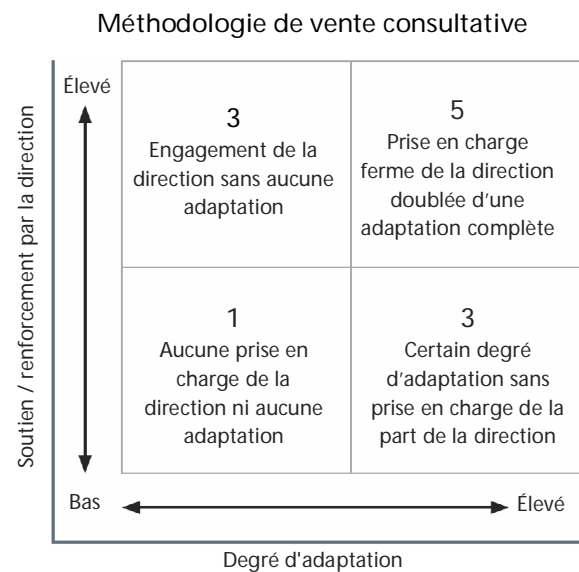 Méthodologie de vente consultative
Élevé
3
Engagement de la
direction sans aucune
adaptation
5
Prise en charge
ferme de la direction
doublée d'une
adaptation complète
Soutien / renforcement par la direction
1
Aucune prise en
charge de la
direction ni aucune
adaptation
3
Certain degré
d'adaptation sans
prise en charge de la
part de la direction
Bas
Élevé
Degré d'adaptation